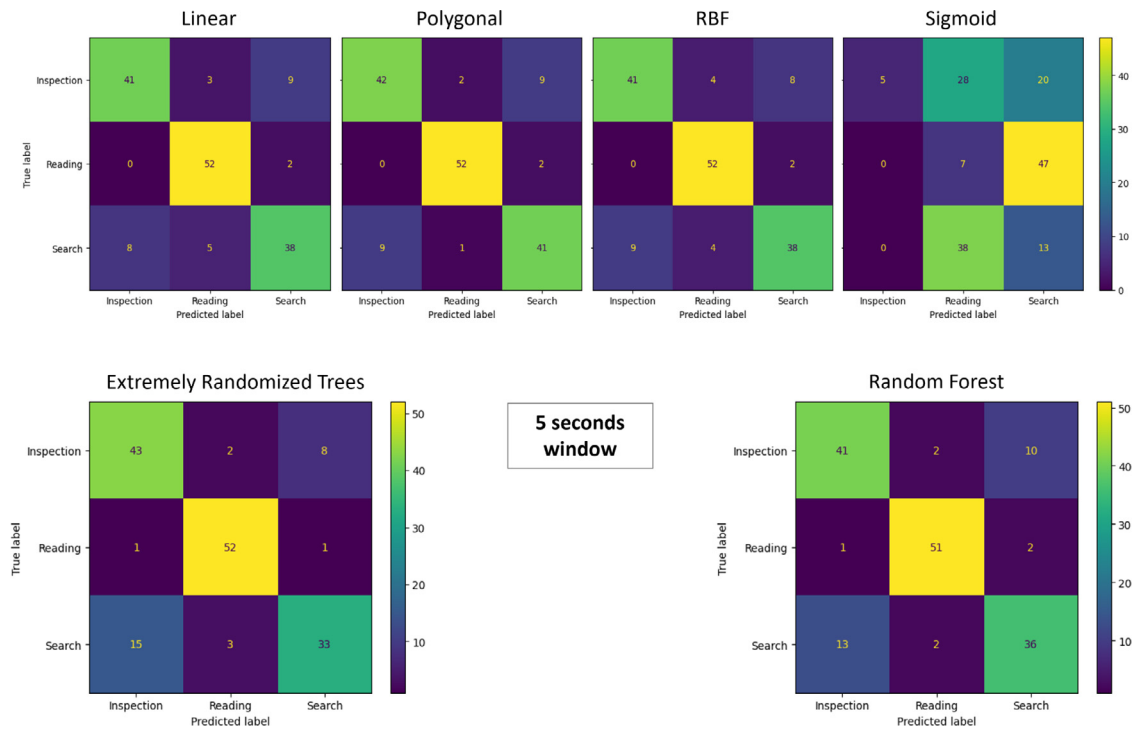 Linear
Polygonal
RBF
Sigmoid
Inspection
41 3 9
42 2 9
41 4 8
5 28 20
40
True label
Reading
0 52 2
0 52 2
0 52 2
0 7 47
30
20
Search
8 5 38
9 1 41
9 4 38
0 38 13
10
0
Inspection Reading Search
Inspection Reading Search
Inspection Reading Search
Inspection Reading Search
Predicted label
Predicted label
Predicted label
Predicted label
Extremely Randomized Trees
True label
Inspection
43 2 8
Reading
1 52 1
Search
15 3 33
Inspection Reading Search
Predicted label
50
40
30
20
10
5 seconds
window
Random Forest
True label
Inspection
41 2 10
Reading
1 51 2
Search
13 2 36
Inspection Reading Search
Predicted label
50
40
30
20
10